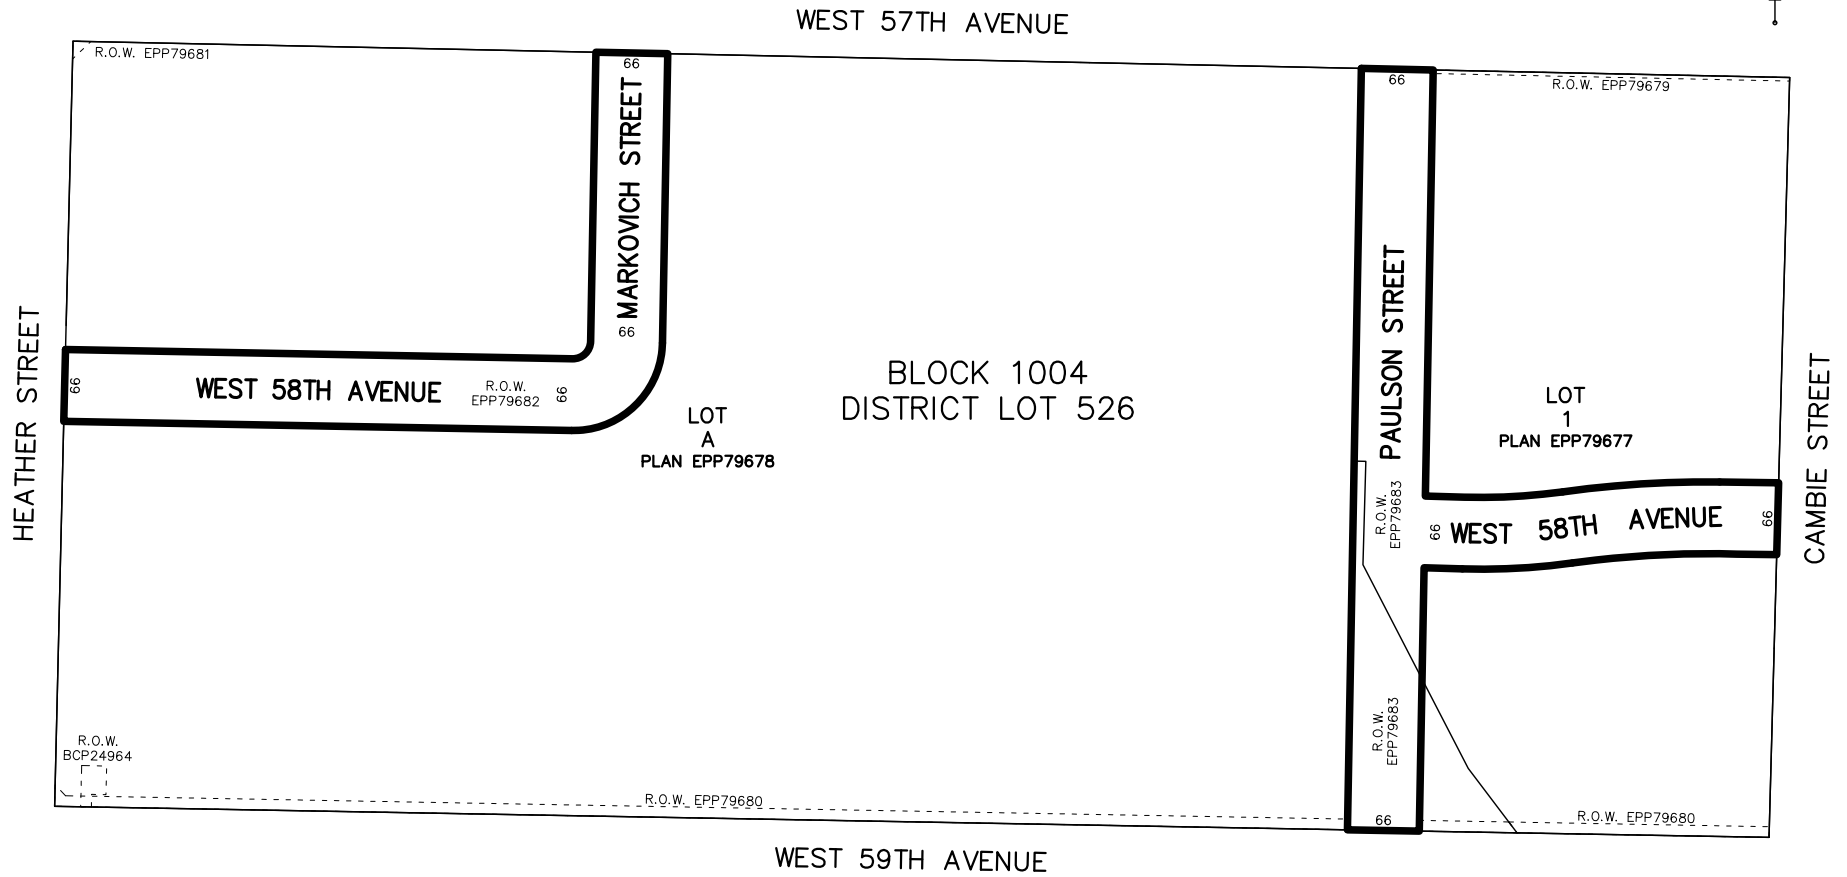 WEST 57TH AVENUE
R.O.W. EPP79681
66
66
R.O.W. EPP79679
MARKOVICH STREET
66
PAULSON STREET
HEATHER STREET
66
WEST 58TH AVENUE
R.O.W.
EPP79682
66
LOT
A
PLAN EPP79678
BLOCK 1004
DISTRICT LOT 526
LOT
1
PLAN EPP79677
CAMBIE STREET
R.O.W.
EPP79683
66
WEST 58TH AVENUE
66
R.O.W.
EPP79683
R.O.W.
BCP24964
R.O.W. EPP79680
66
R.O.W. EPP79680
WEST 59TH AVENUE